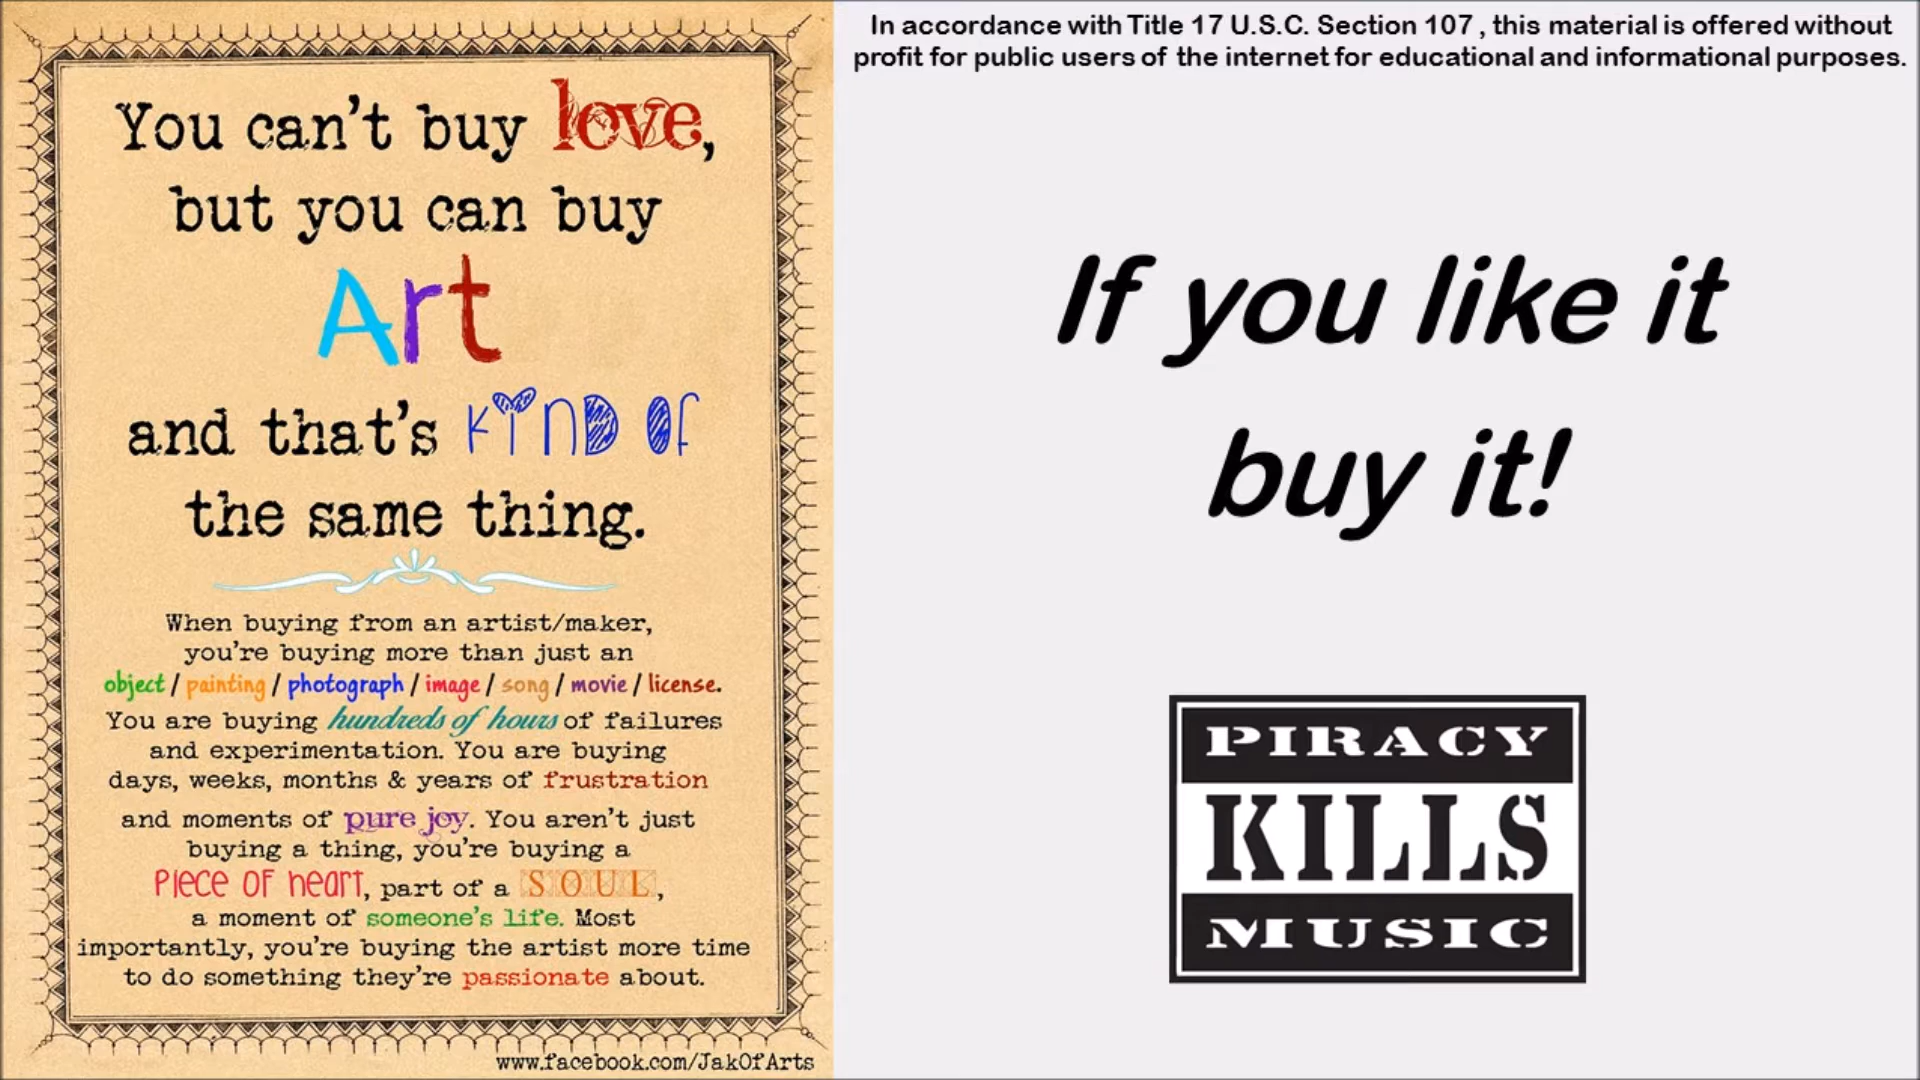 You can't buy love,
but you can buy
Art
and that's kind of
the same thing.
When buying from an artist/maker,
you're buying more than just an
object / painting / photograph / image / song / movie / license.
You are buying hundreds of hours of failures
and experimentation. You are buying
days, weeks, months & years of frustration
and moments of pure joy. You aren't just
buying a thing, you're buying a
Piece of heart, part of a SOUL,
a moment of someone's life. Most
importantly, you're buying the artist more time
to do something they're passionate about.
www.facebook.com/JakOfArts
In accordance with Title 17 U.S.C. Section 107, this material is offered without
profit for public users of the internet for educational and informational purposes.
If you like it
buy it!
PIRACY
KILLS
MUSIC